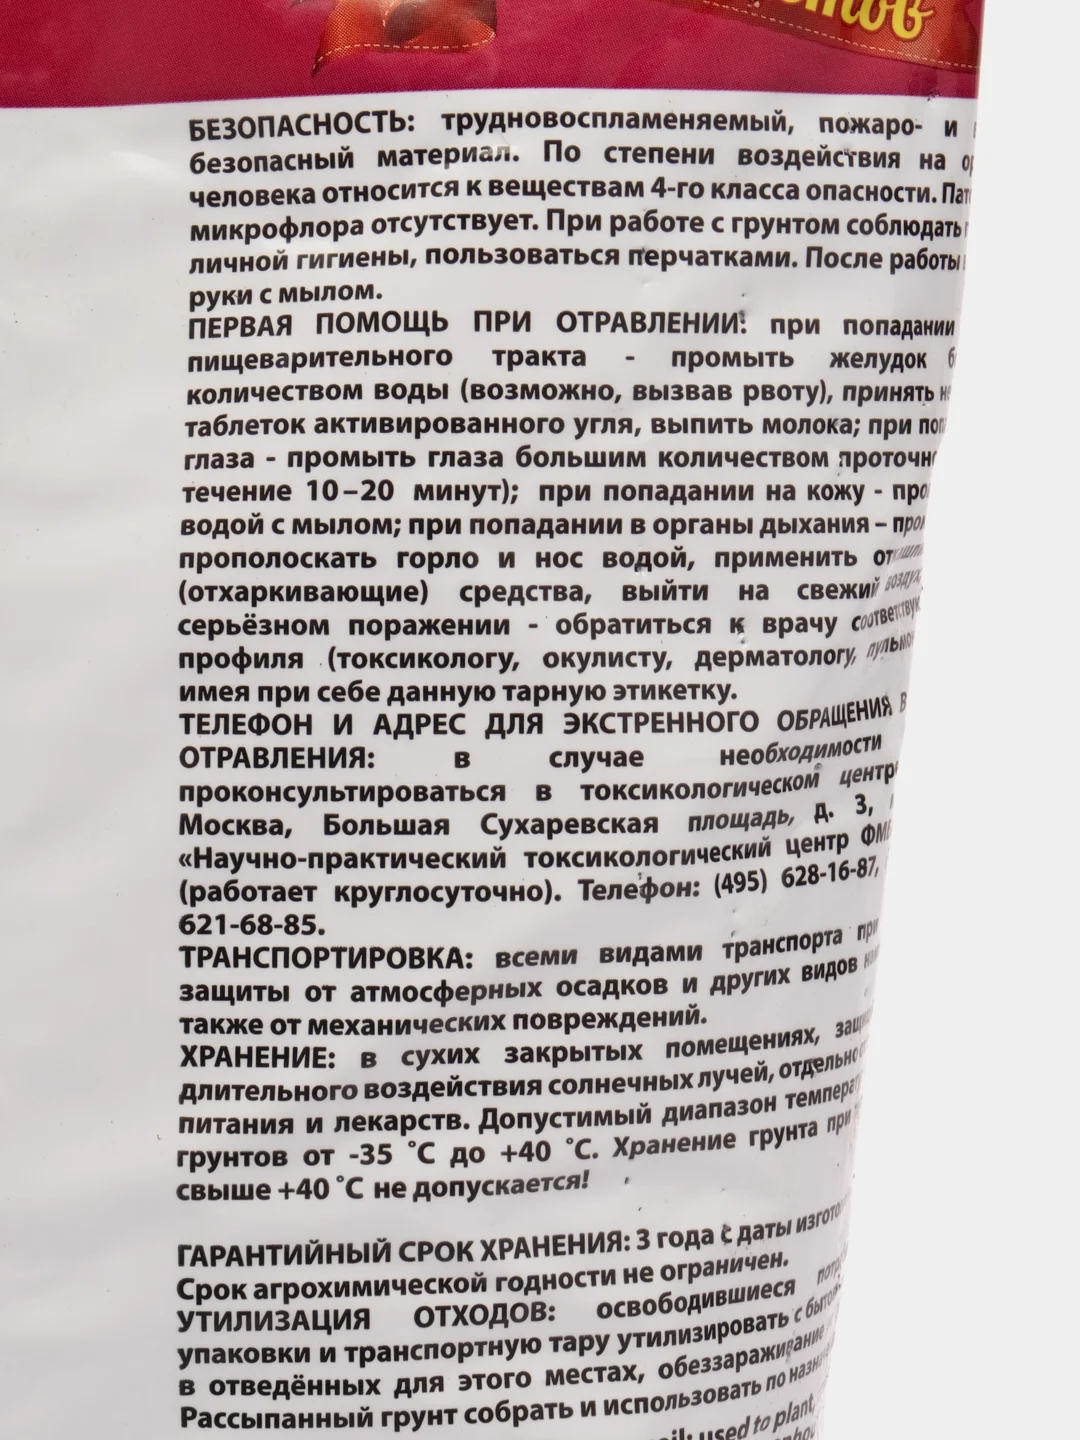 БЕЗОПАСНОСТЬ: трудновоспламеняемый, пожаро- и
безопасный материал. По степени воздействия на
человека относится к веществам 4-го класса опасности.
микрофлора отсутствует. При работе с грунтом соблюдать
личной гигиены, пользоваться перчатками. После работы
руки с мылом.
ПЕРВАЯ ПОМОЩЬ ПРИ ОТРАВЛЕНИИ: при попадании
пищеварительного тракта - промыть желудок
количеством воды (возможно, вызвав рвоту), принять
таблеток активированного угля, выпить молока; при
глаза - промыть глаза большим количеством
течение 10–20 минут); при попадании на кожу -
водой с мылом; при попадании в органы дыхания –
прополоскать горло и нос водой, применить
(отхаркивающие) средства, выйти на свежий воздух,
серьёзном поражении - обратиться к врачу
профиля (токсикологу, окулисту, дерматологу,
имея при себе данную тарную этикетку.
ТЕЛЕФОН И АДРЕС ДЛЯ ЭКСТРЕННОГО ОБРАЩЕНИЯ В
ОТРАВЛЕНИЯ: в случае необходимости
проконсультироваться в токсикологическом
Москва, Большая Сухаревская площадь, д. 3,
«Научно-практический токсикологический центр
(работает круглосуточно). Телефон: (495) 628-16-87,
621-68-85.
ТРАНСПОРТИРОВКА: всеми видами транспорта при
защиты от атмосферных осадков и других видов
также от механических повреждений.
ХРАНЕНИЕ: в сухих закрытых помещениях,
длительного воздействия солнечных лучей, отдельно
питания и лекарств. Допустимый диапазон
грунтов от -35 °С до +40 °С. Хранение грунта при
свыше +40 °С не допускается!
ГАРАНТИЙНЫЙ СРОК ХРАНЕНИЯ: 3 года с даты
Срок агрохимической годности не ограничен.
УТИЛИЗАЦИЯ ОТХОДОВ: освободившиеся
упаковки и транспортную тару утилизировать с
в отведённых для этого местах, обеззараживание
Рассыпанный грунт собрать и использовать по
used to plant,